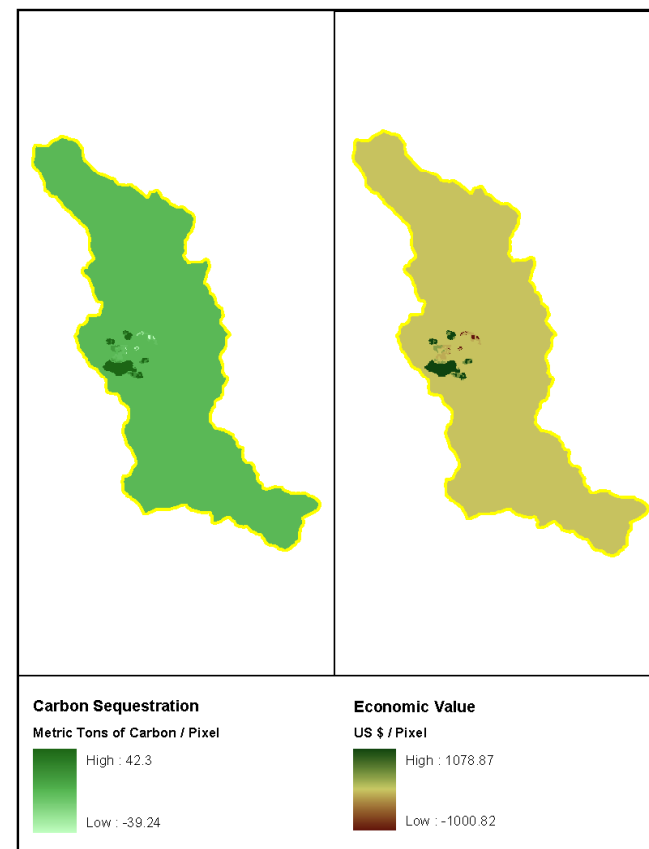 Carbon Sequestration
Metric Tons of Carbon / Pixel
High : 42.3
Low : -39.24
Economic Value
US $ / Pixel
High : 1078.87
Low : -1000.82